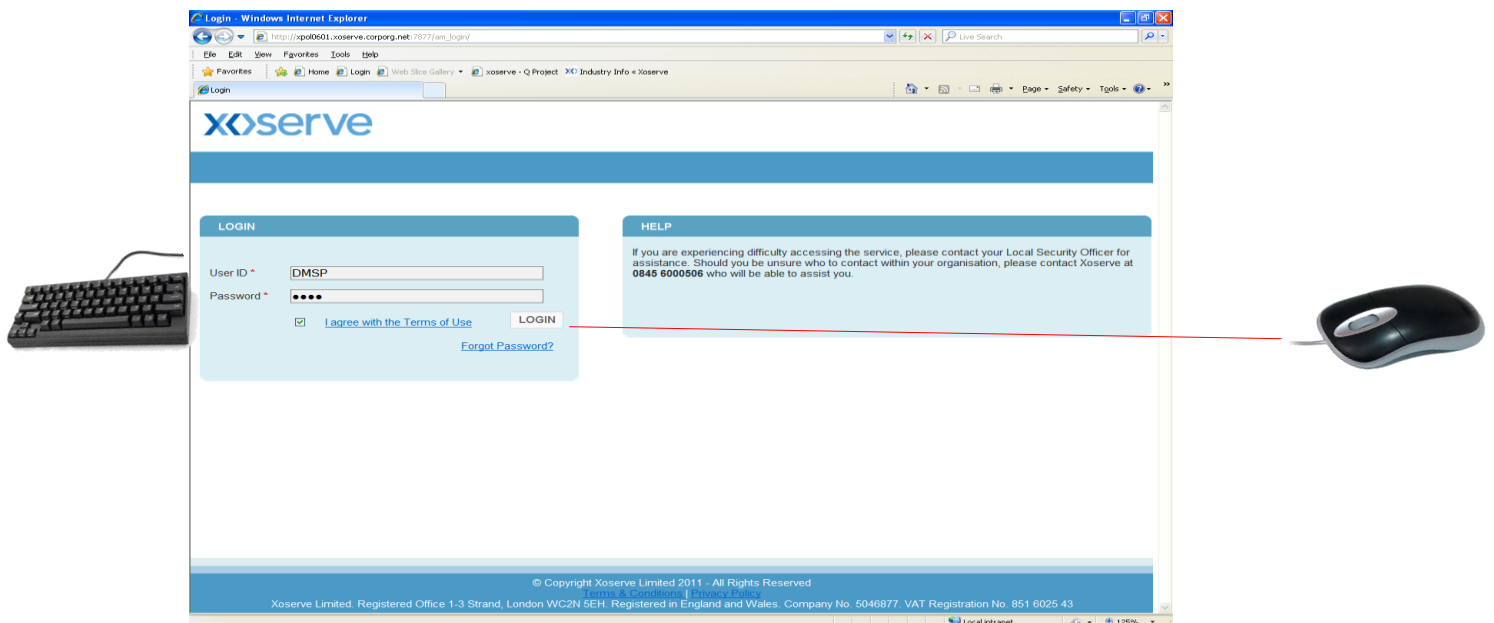 Login - Windows Internet Explorer
http://xpol0601.xoserve.corporg.net:7877/am_login/
Live Search
File Edit View Favorites Tools Help
Favorites Home Login Web Slice Gallery xoserve - Q Project Industry Info « Xoserve
Login Page Safety Tools »
xoserve
LOGIN
User ID *
DMSP
Password *
••••
I agree with the Terms of Use
LOGIN
Forgot Password?
HELP
If you are experiencing difficulty accessing the service, please contact your Local Security Officer for
assistance. Should you be unsure who to contact within your organisation, please contact Xoserve at
0845 6000506 who will be able to assist you.
© Copyright Xoserve Limited 2011 - All Rights Reserved
Terms & Conditions | Privacy Policy
Xoserve Limited. Registered Office 1-3 Strand, London WC2N 5EH. Registered in England and Wales. Company No. 5046877. VAT Registration No. 851 6025 43
Local intranet 125%